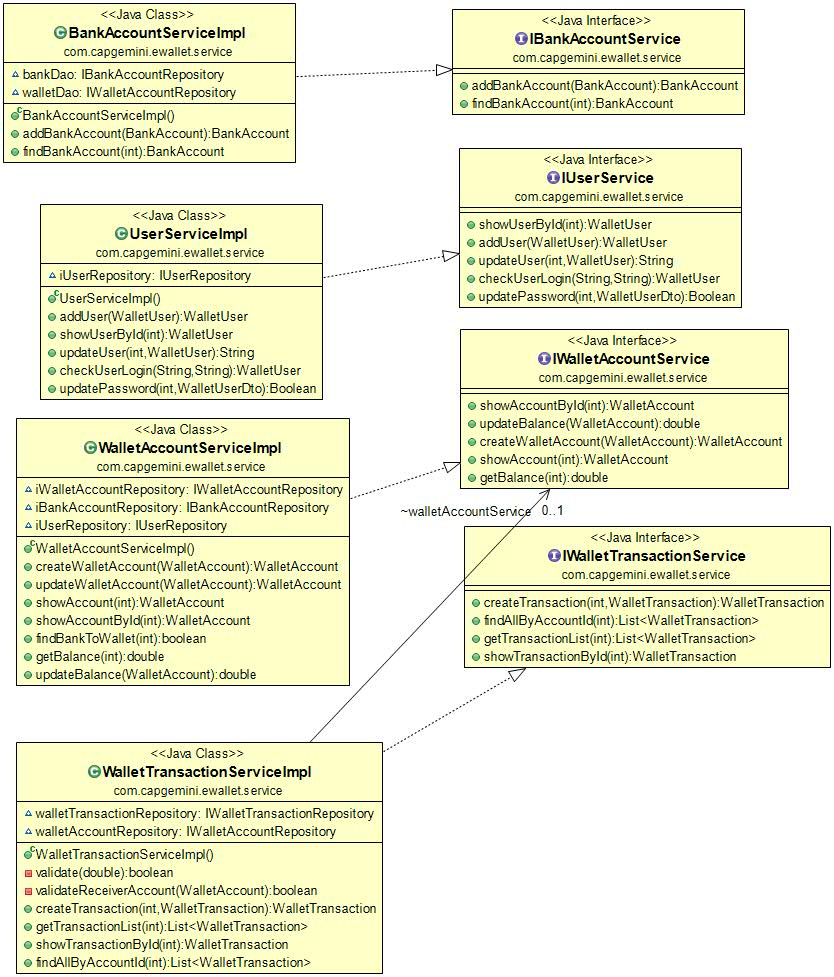 <<Java Class>>
BankAccountServiceImpl
com.capgemini.ewallet.service
bankDao: IBankAccountRepository
walletDao: IWalletAccountRepository
BankAccountServiceImpl()
addBankAccount(BankAccount):BankAccount
findBankAccount(int):BankAccount
<<Java Interface>>
IBankAccountService
com.capgemini.ewallet.service
addBankAccount(BankAccount):BankAccount
findBankAccount(int):BankAccount
<<Java Interface>>
IUserService
com.capgemini.ewallet.service
showUserById(int):WalletUser
addUser(WalletUser):WalletUser
updateUser(int,WalletUser):String
checkUserLogin(String,String):WalletUser
updatePassword(int,WalletUserDto):Boolean
<<Java Class>>
UserServiceImpl
com.capgemini.ewallet.service
iUserRepository: IUserRepository
UserServiceImpl()
addUser(WalletUser):WalletUser
showUserById(int):WalletUser
updateUser(int,WalletUser):String
checkUserLogin(String,String):WalletUser
updatePassword(int,WalletUserDto):Boolean
<<Java Interface>>
IWalletAccountService
com.capgemini.ewallet.service
showAccountById(int):WalletAccount
updateBalance(WalletAccount):double
createWalletAccount(WalletAccount):WalletAccount
showAccount(int):WalletAccount
getBalance(int):double
<<Java Class>>
WalletAccountServiceImpl
com.capgemini.ewallet.service
iWalletAccountRepository: IWalletAccountRepository
iBankAccountRepository: IBankAccountRepository
iUserRepository: IUserRepository
WalletAccountServiceImpl()
createWalletAccount(WalletAccount):WalletAccount
updateWalletAccount(WalletAccount):WalletAccount
showAccount(int):WalletAccount
showAccountById(int):WalletAccount
findBankToWallet(int):boolean
getBalance(int):double
updateBalance(WalletAccount):double
~walletAccountService 0..1
<<Java Interface>>
IWalletTransactionService
com.capgemini.ewallet.service
createTransaction(int,WalletTransaction):WalletTransaction
findAllByAccountId(int):List<WalletTransaction>
getTransactionList(int):List<WalletTransaction>
showTransactionById(int):WalletTransaction
<<Java Class>>
WalletTransactionServiceImpl
com.capgemini.ewallet.service
walletTransactionRepository: IWalletTransactionRepository
walletAccountRepository: IWalletAccountRepository
WalletTransactionServiceImpl()
validate(double):boolean
validateReceiverAccount(WalletAccount):boolean
createTransaction(int,WalletTransaction):WalletTransaction
getTransactionList(int):List<WalletTransaction>
showTransactionById(int):WalletTransaction
findAllByAccountId(int):List<WalletTransaction>